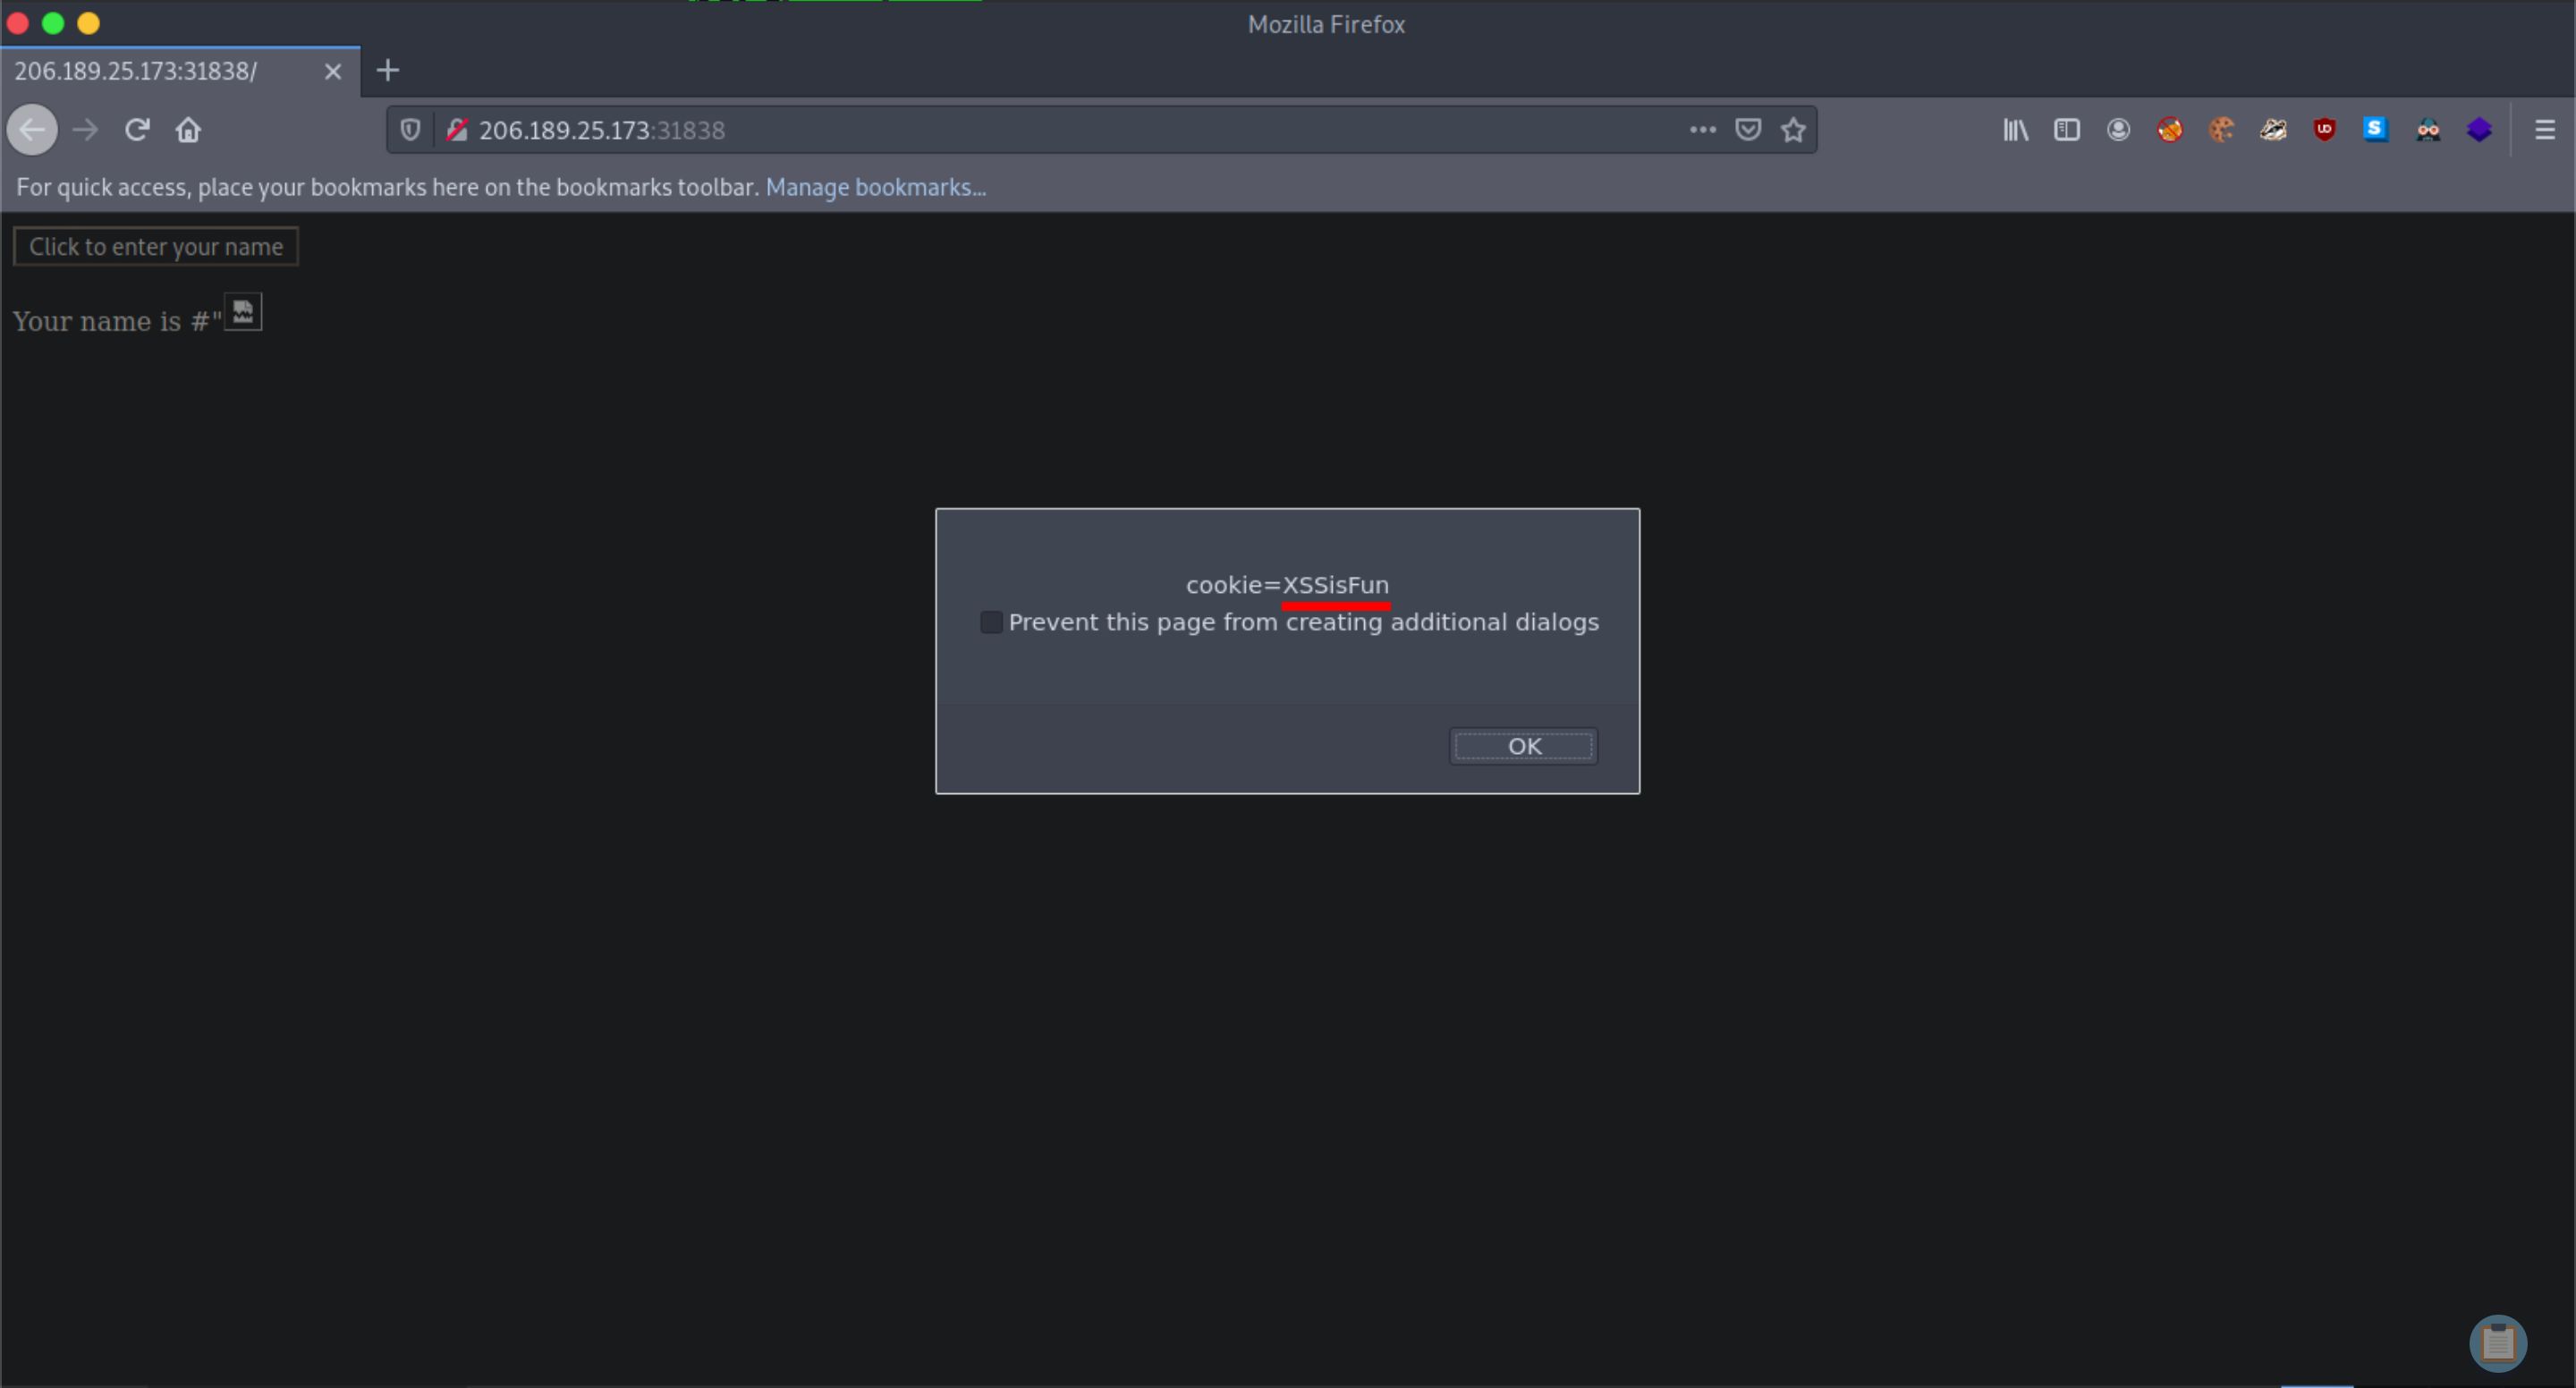 Mozilla Firefox
206.189.25.173:31838/
206.189.25.173:31838
For quick access, place your bookmarks here on the bookmarks toolbar. Manage bookmarks...
Click to enter your name
Your name is #"
cookie=XSSisFun
Prevent this page from creating additional dialogs
OK